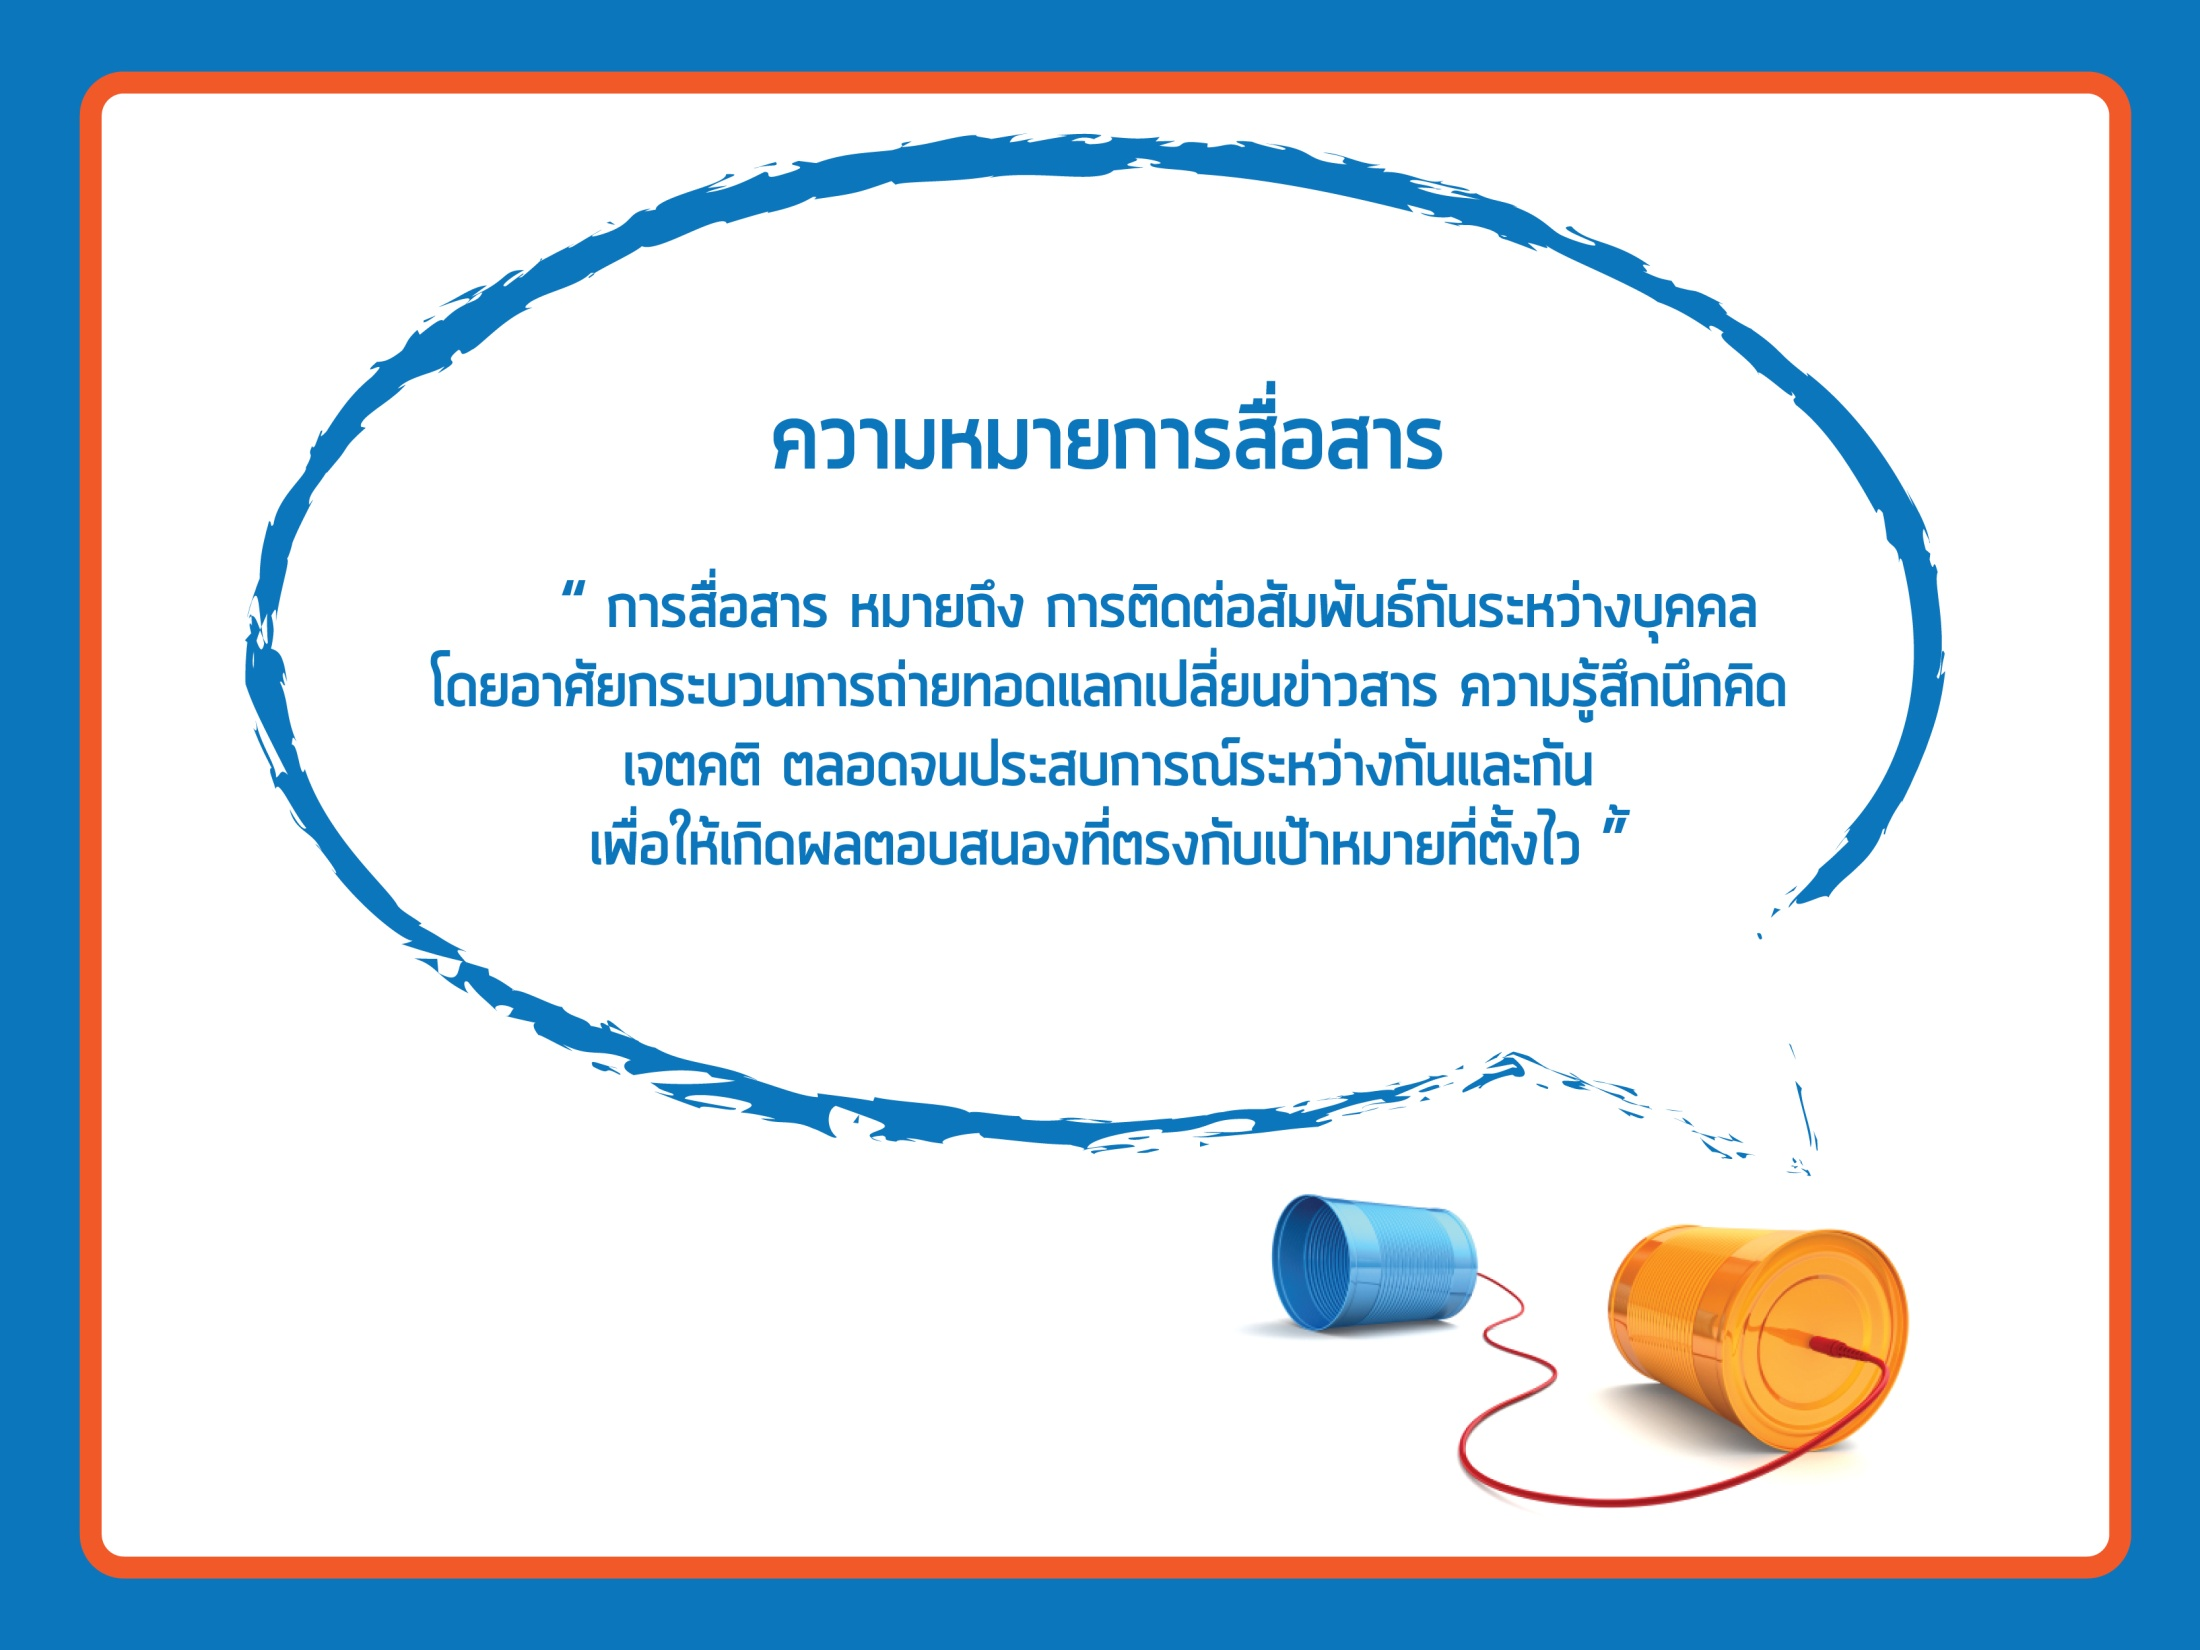 ความหมายการสื่อสาร
“ การสื่อสาร หมายถึง การติดต่อสัมพันธ์กันระหว่างบุคคล
โดยอาศัยกระบวนการถ่ายทอดแลกเปลี่ยนข่าวสาร ความรู้สึกนึกคิด
เจตคติ ตลอดจนประสบการณ์ระหว่างกันและกัน
เพื่อให้เกิดผลตอบสนองที่ตรงกับเป้าหมายที่ตั้งไว ”้